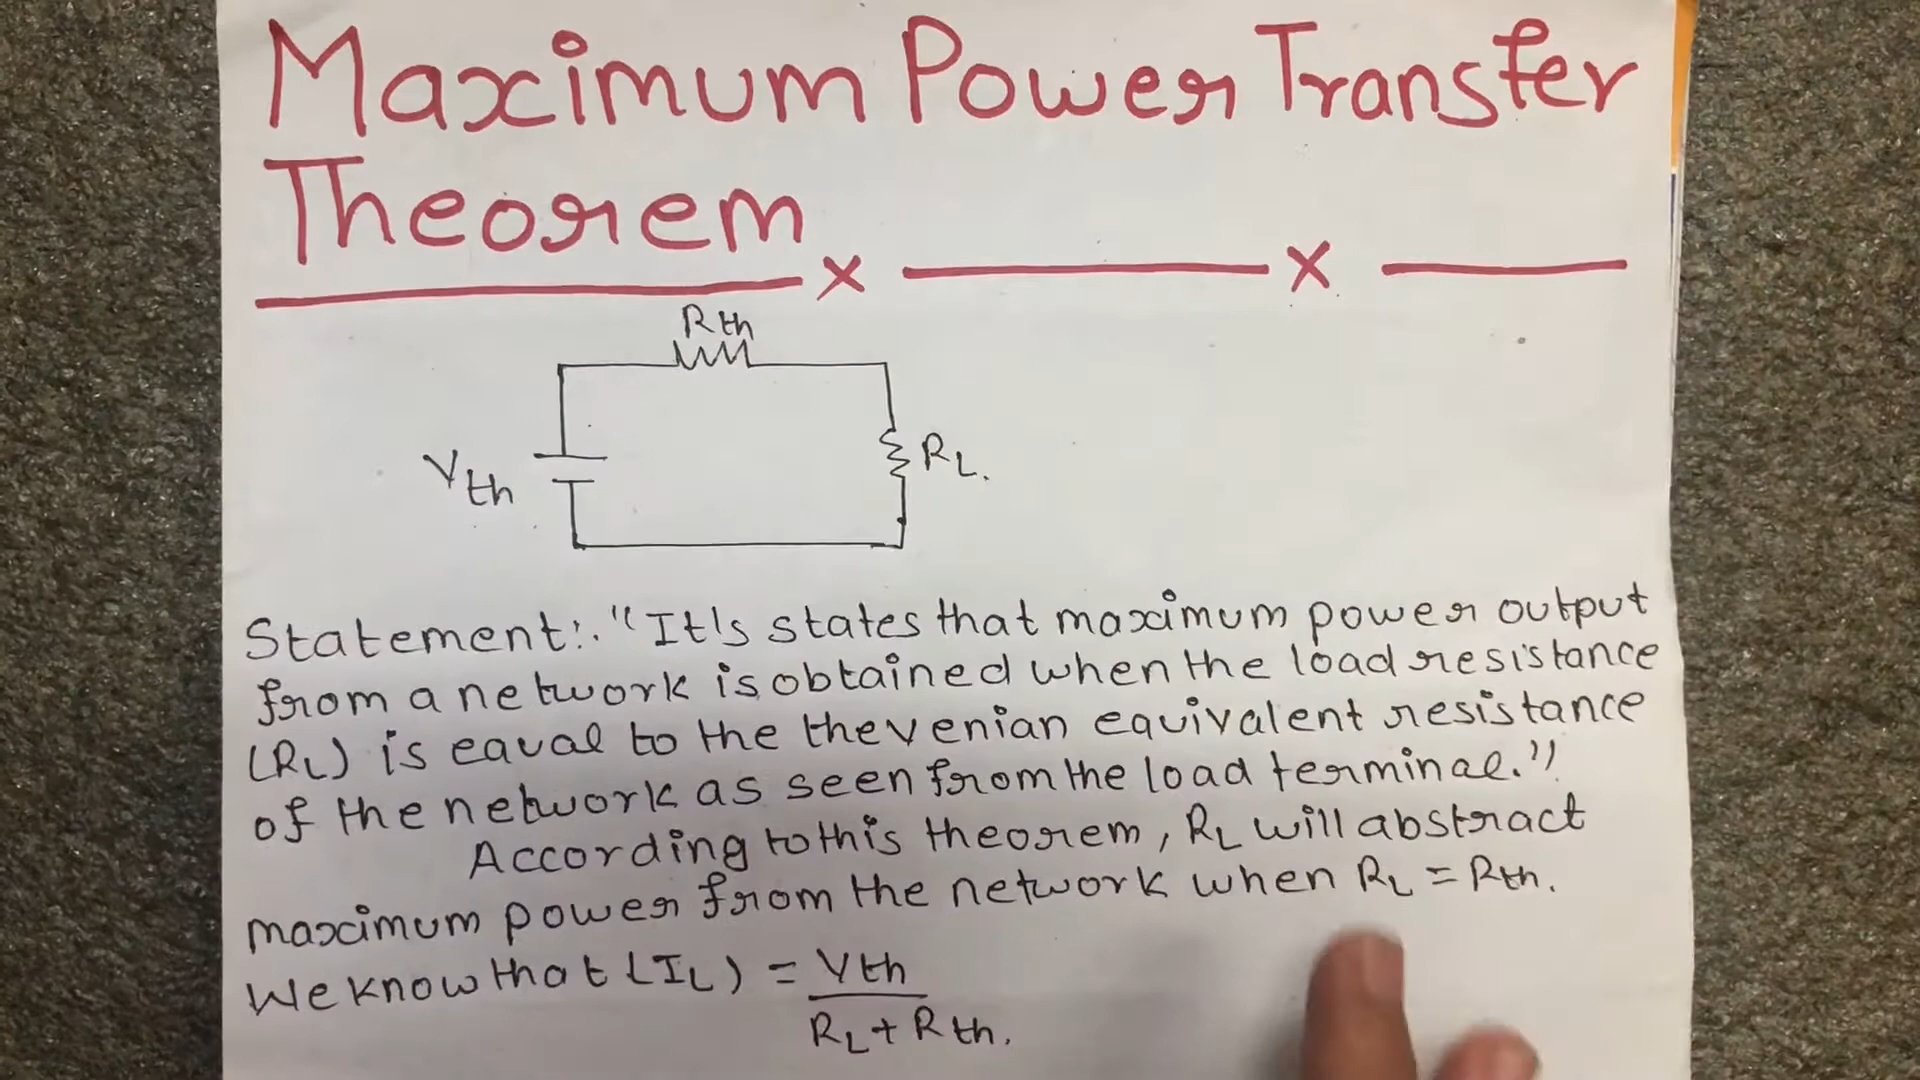 Maximum Power Transfer
Theorem
Rth
Vth
RL.
Statement:. "It's states that maximum power output
from a network is obtained when the load resistance
(RL) is eaual to the thevenian equivalent resistance
of the network as seen from the load terminal."
According to this theorem, RL will abstract
maximum power from the network when RL = Rth.
We know that (IL) = Vth
RL + Rth.